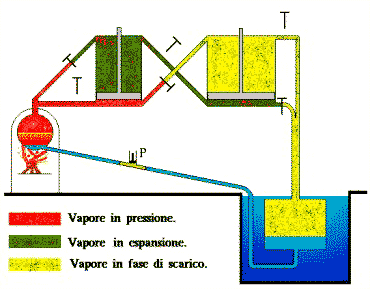 P
Vapore in pressione.
Vapore in espansione.
Vapore in fase di scarico.